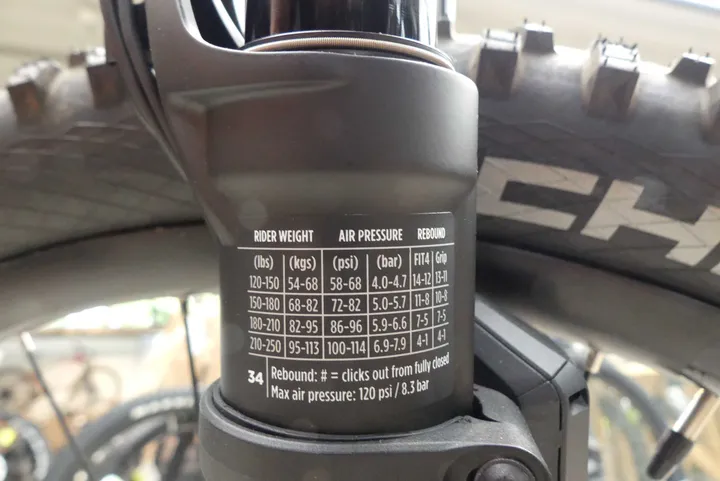 CH
RIDER WEIGHT AIR PRESSURE REBOUND
(lbs) (kgs) (psi) (bar) FIT4 Grip
120-150 54-68 58-68 4.0-4.7 14-12 13-11
150-180 68-82 72-82 5.0-5.7 11-8 10-8
180-210 82-95 86-96 5.9-6.6 7-5 7-5
210-250 95-113 100-114 6.9-7.9 4-1 4-1
34 Rebound: # = clicks out from fully closed
Max air pressure: 120 psi / 8.3 bar